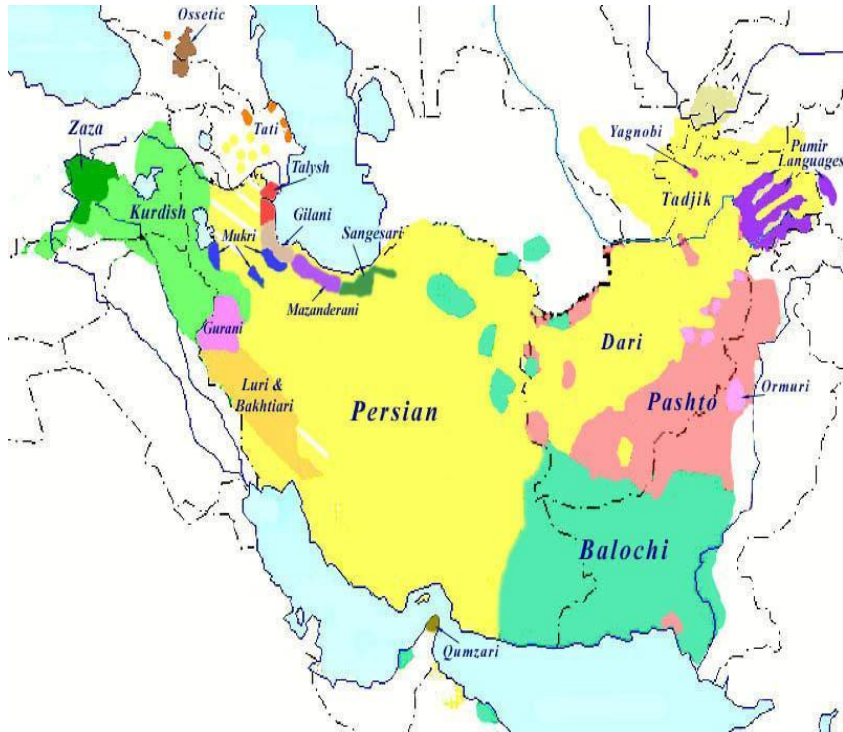 Ossetic
Zaza
Tati
Yagnobi
Pamir
Languages
Talysh
Kurdish
Tadjik
Gilani
Mukri
Sangesari
Mazanderani
Gurani
Dari
Luri &
Bakhtiari
Persian
Pashto
Ormuri
Balochi
Qumzari